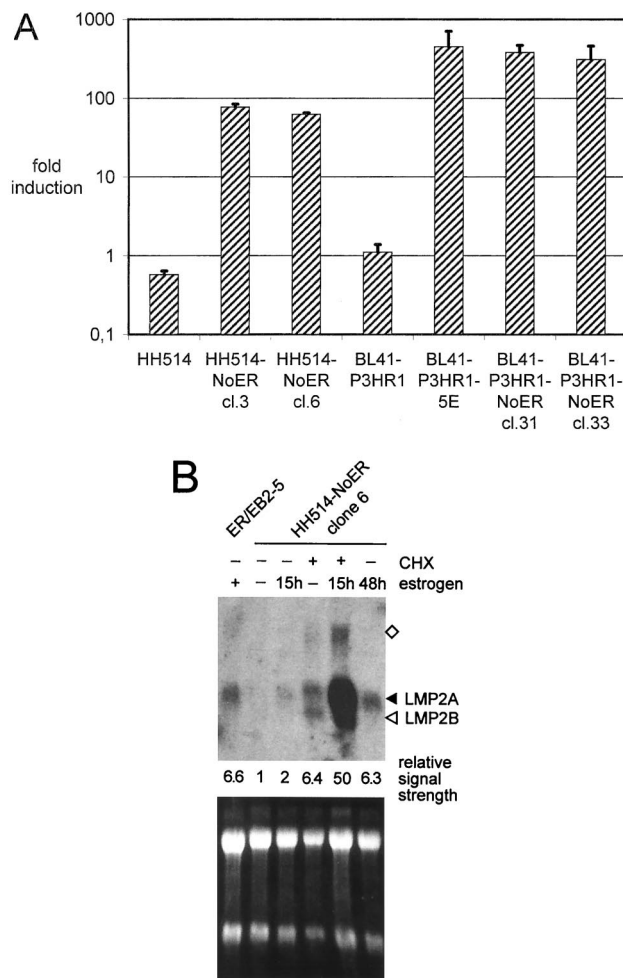 A
1000
100
10
1
0,1
fold
induction
HH514
HH514-
NoER
cl.3
HH514-
NoER
cl.6
BL41-
P3HR1
BL41-
P3HR1-
5E
BL41-
P3HR1-
NoER
cl.31
BL41-
P3HR1-
NoER
cl.33
B
ER/EB2-5
HH514-NoER
clone 6
– – – + + – CHX
+ – 15h – 15h 48h estrogen
LMP2A
LMP2B
6.6 1 2 6.4 50 6.3
relative
signal
strength